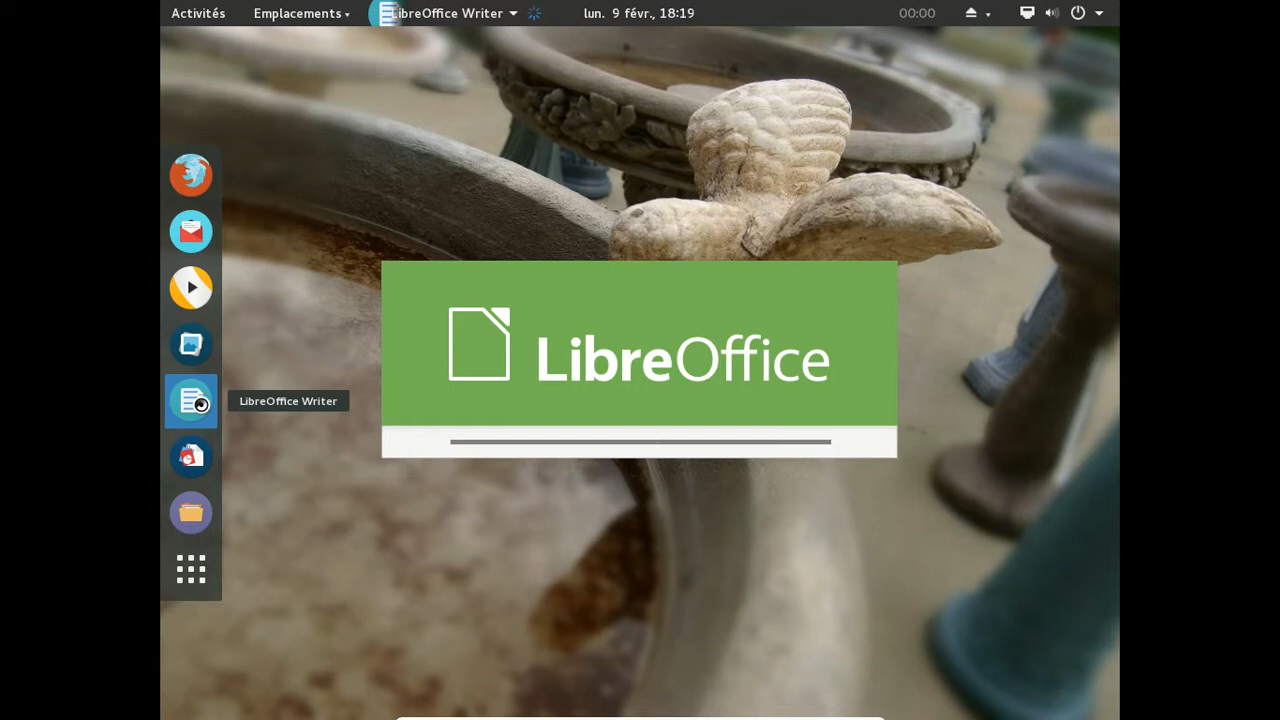 Activités Emplacements LibreOffice Writer lun. 9 févr., 18:19 00:00
LibreOffice
LibreOffice Writer